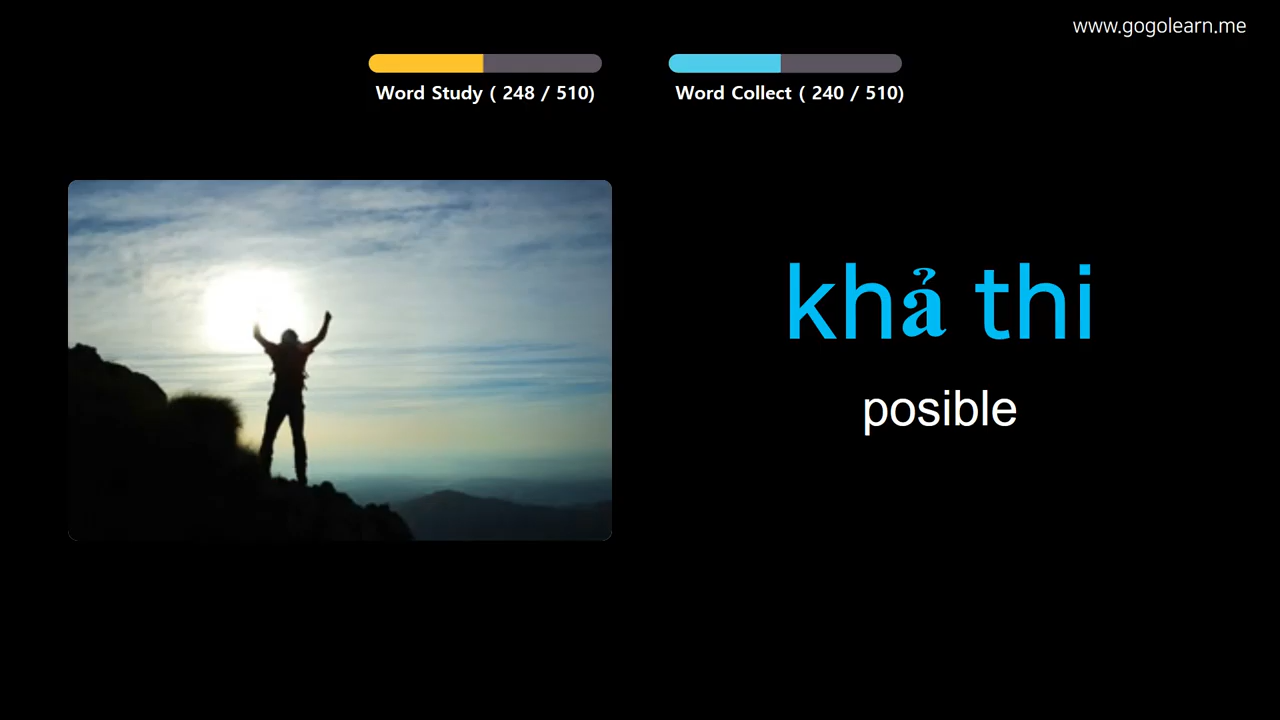 www.gogolearn.me
Word Study ( 248 / 510)
Word Collect ( 240 / 510)
khả thi
posible